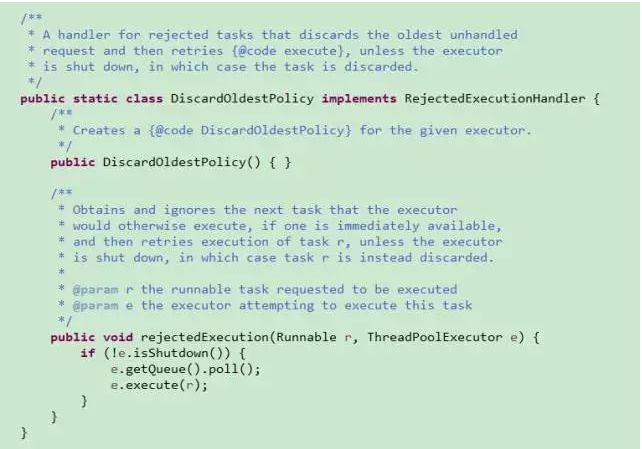 /**
 * A handler for rejected tasks that discards the oldest unhandled
 * request and then retries {@code execute}, unless the executor
 * is shut down, in which case the task is discarded.
 */
public static class DiscardOldestPolicy implements RejectedExecutionHandler {
    /**
     * Creates a {@code DiscardOldestPolicy} for the given executor.
     */
    public DiscardOldestPolicy() { }

    /**
     * Obtains and ignores the next task that the executor
     * would otherwise execute, if one is immediately available,
     * and then retries execution of task r, unless the executor
     * is shut down, in which case task r is instead discarded.
     *
     * @param r the runnable task requested to be executed
     * @param e the executor attempting to execute this task
     */
    public void rejectedExecution(Runnable r, ThreadPoolExecutor e) {
        if (!e.isShutdown()) {
            e.getQueue().poll();
            e.execute(r);
        }
    }
}